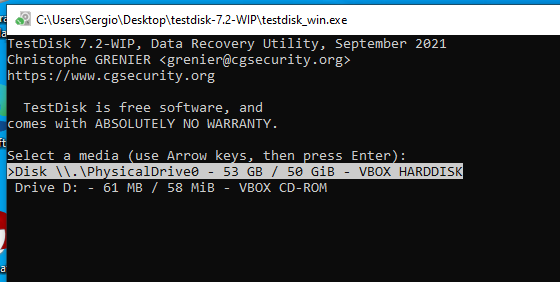 C:\Users\Sergio\Desktop\testdisk-7.2-WIP\testdisk_win.exe
TestDisk 7.2-WIP, Data Recovery Utility, September 2021
Christophe GRENIER <grenier@cgsecurity.org>
https://www.cgsecurity.org
TestDisk is free software, and
comes with ABSOLUTELY NO WARRANTY.
Select a media (use Arrow keys, then press Enter):
>Disk \\.\PhysicalDrive0 - 53 GB / 50 GiB - VBOX HARDDISK
Drive D: - 61 MB / 58 MiB - VBOX CD-ROM